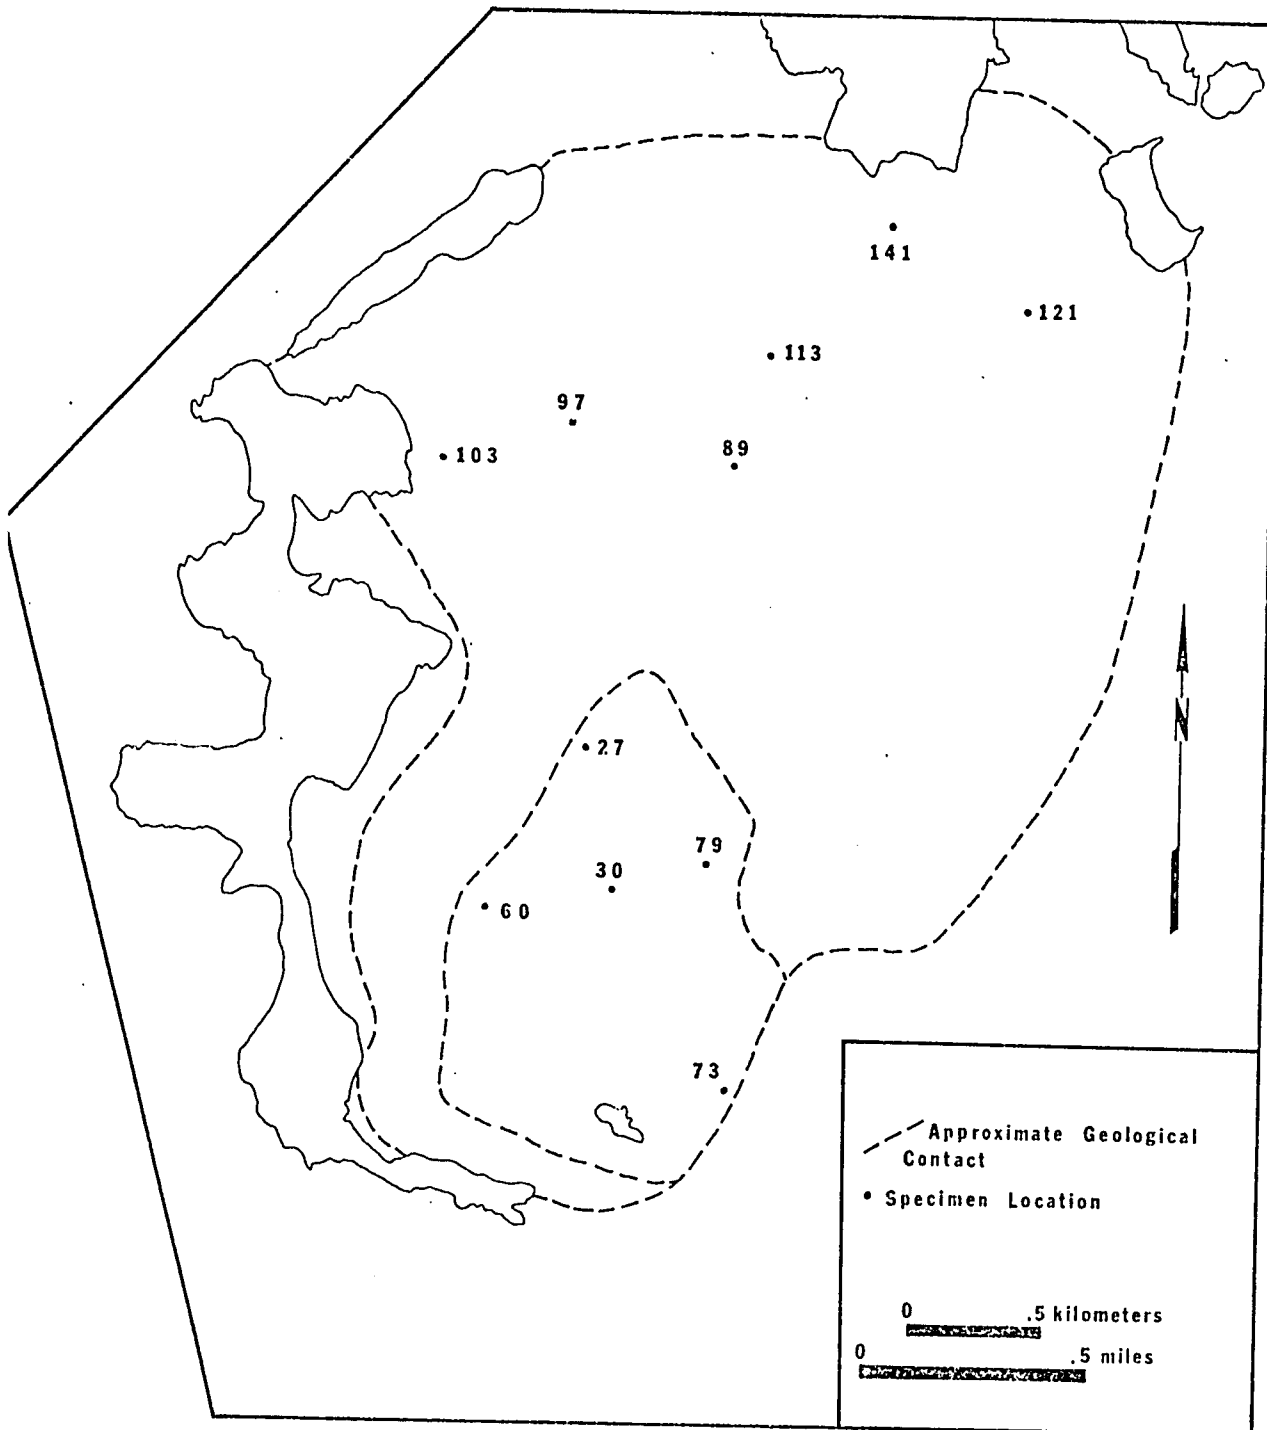 141
121
113
97
103
89
27
79
30
60
73
N
Approximate Geological
Contact
Specimen Location
0 .5 kilometers
0 .5 miles